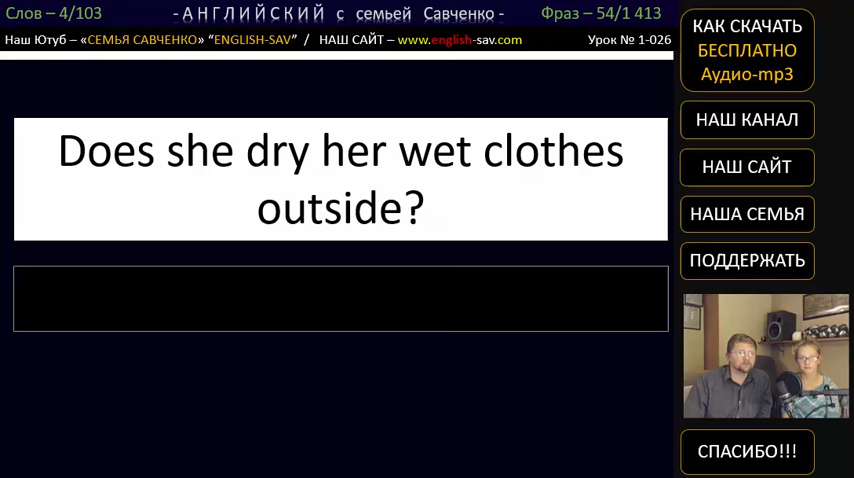 Слов – 4/103
- АНГЛИЙСКИЙ с семьей Савченко -
Фраз – 54/1 413
Наш Ютуб – «СЕМЬЯ САВЧЕНКО» “ENGLISH-SAV” / НАШ САЙТ – www.english-sav.com
Урок № 1-026
Does she dry her wet clothes
outside?
КАК СКАЧАТЬ
БЕСПЛАТНО
Аудио-mp3
НАШ КАНАЛ
НАШ САЙТ
НАША СЕМЬЯ
ПОДДЕРЖАТЬ
СПАСИБО!!!